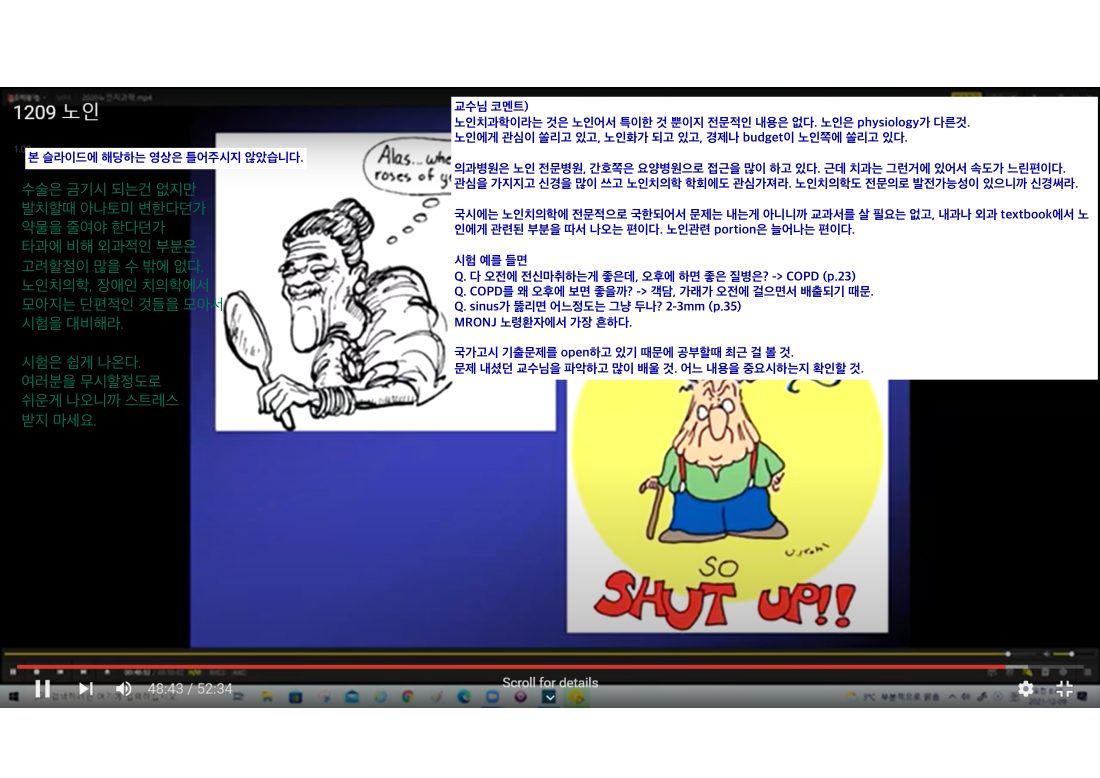 1209 노인
본 슬라이드에 해당하는 영상은 틀어주시지 않았습니다.
수술은 금기시 되는건 없지만
발치할때 아나토미 변한다던가
약물을 줄여야 한다던가
타과에 비해 외과적인 부분은
고려할점이 많을 수 밖에 없다.
노인치의학, 장애인 치의학에서
모아지는 단편적인 것들을 모아서
시험을 대비해라.
시험은 쉽게 나온다.
여러분을 무시할정도로
쉬운게 나오니까 스트레스
받지 마세요.
Alas...
roses of
교수님 코멘트)
노인치과학이라는 것은 노인어서 특이한 것 뿐이지 전문적인 내용은 없다. 노인은 physiology가 다른것.
노인에게 관심이 쏠리고 있고, 노인화가 되고 있고, 경제나 budget이 노인쪽에 쏠리고 있다.
의과병원은 노인 전문병원, 간호쪽은 요양병원으로 접근을 많이 하고 있다. 근데 치과는 그런거에 있어서 속도가 느린편이다.
관심을 가지지고 신경을 많이 쓰고 노인치의학 학회에도 관심가져라. 노인치의학도 전문의로 발전가능성이 있으니까 신경써라.
국시에는 노인치의학에 전문적으로 국한되어서 문제는 내는게 아니니까 교과서를 살 필요는 없고, 내과나 외과 textbook에서 노
인에게 관련된 부분을 따서 나오는 편이다. 노인관련 portion은 늘어나는 편이다.
시험 예를 들면
Q. 다 오전에 전신마취하는게 좋은데, 오후에 하면 좋은 질병은? -> COPD (p.23)
Q. COPD를 왜 오후에 보면 좋을까? -> 객담, 가래가 오전에 걸으면서 배출되기 때문.
Q. sinus가 뚫리면 어느정도는 그냥 두나? 2-3mm (p.35)
MRONJ 노령환자에서 가장 흔하다.
국가고시 기출문제를 open하고 있기 때문에 공부할때 최근 걸 볼 것.
문제 내셨던 교수님을 파악하고 많이 배울 것. 어느 내용을 중요시하는지 확인할 것.
SO
SHUT UP!!
48:43 / 52:34
Scroll for details
3°C 부분적으로 맑음
2021-12-09